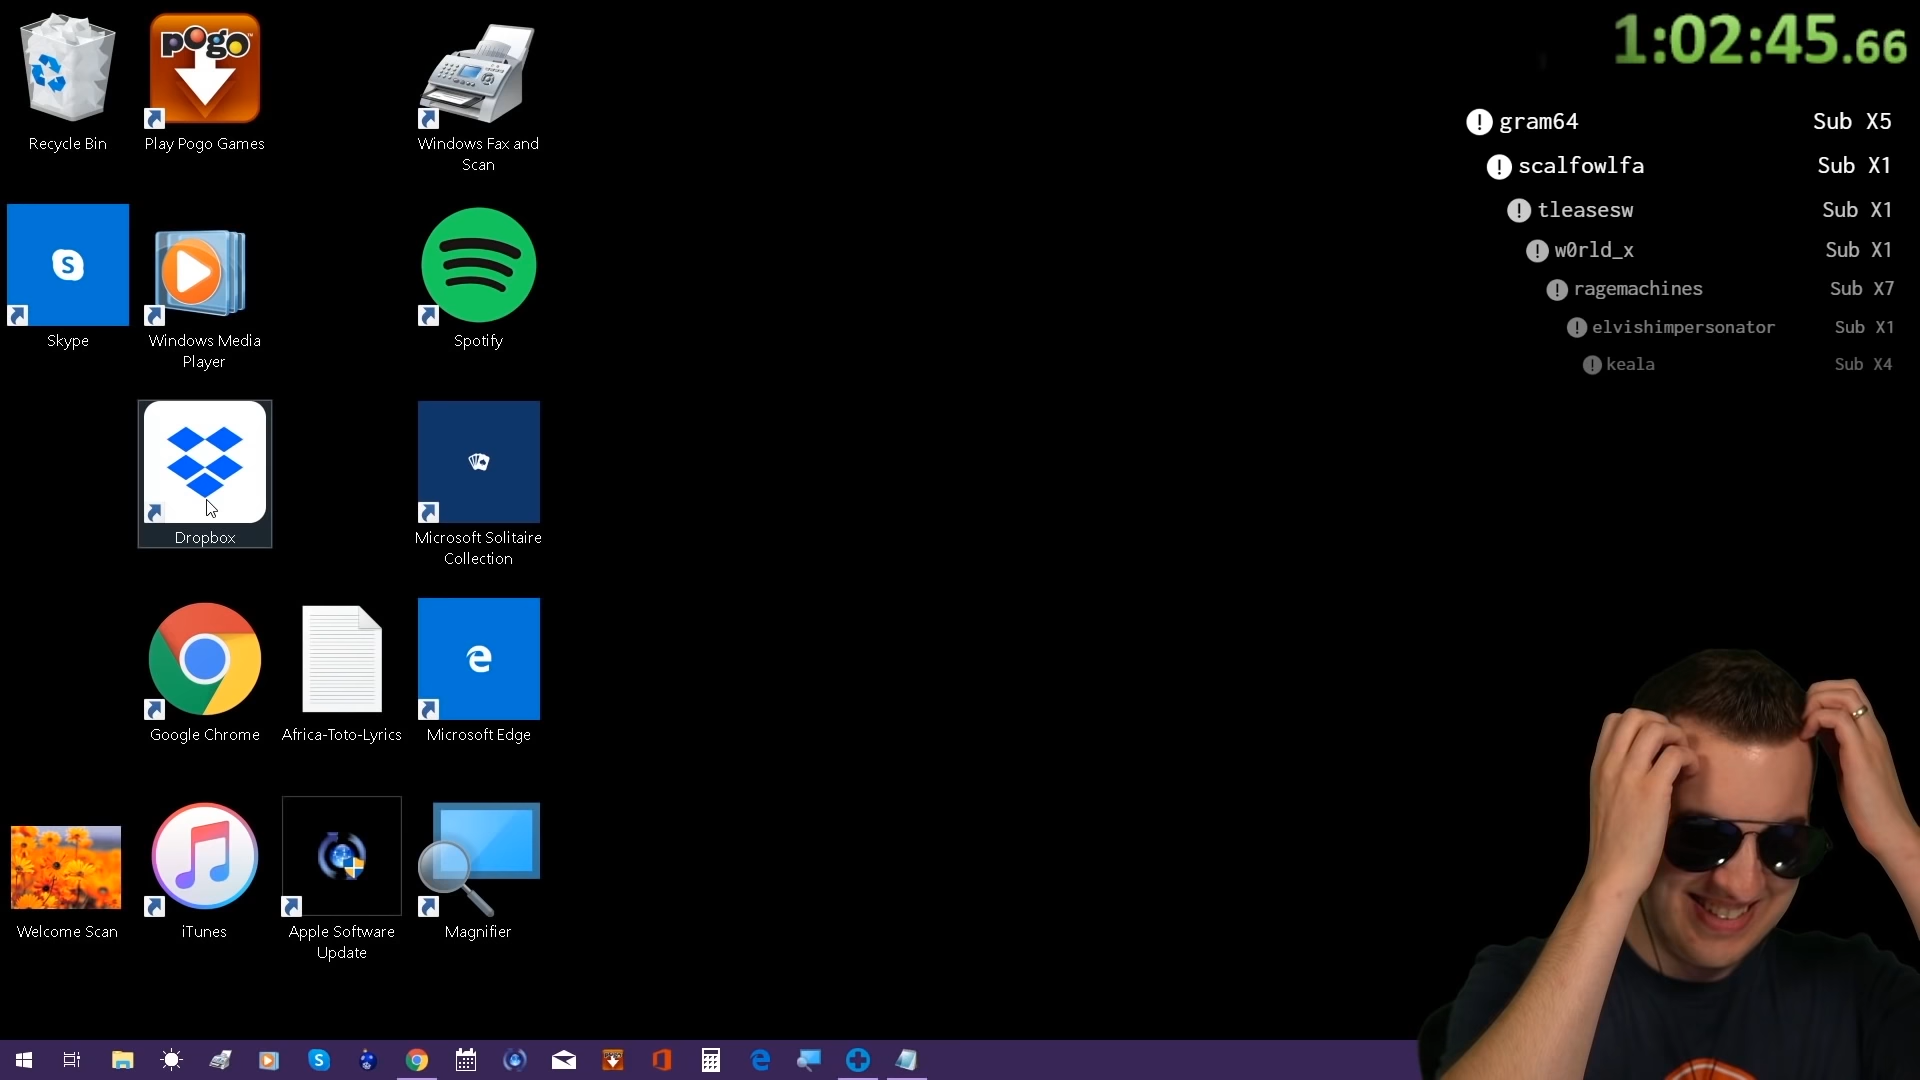 1:02:45.66
pogo
Recycle Bin
Play Pogo Games
Windows Fax and
Scan
gram64 Sub X5
scalfowlfa Sub X1
tleasesw Sub X1
w0rld_x Sub X1
ragemachines Sub X7
elvishimpersonator Sub X1
keala Sub X4
S
Skype
Windows Media
Player
Spotify
Dropbox
Microsoft Solitaire
Collection
Google Chrome
Africa-Toto-Lyrics
Microsoft Edge
Welcome Scan
iTunes
Apple Software
Update
Magnifier